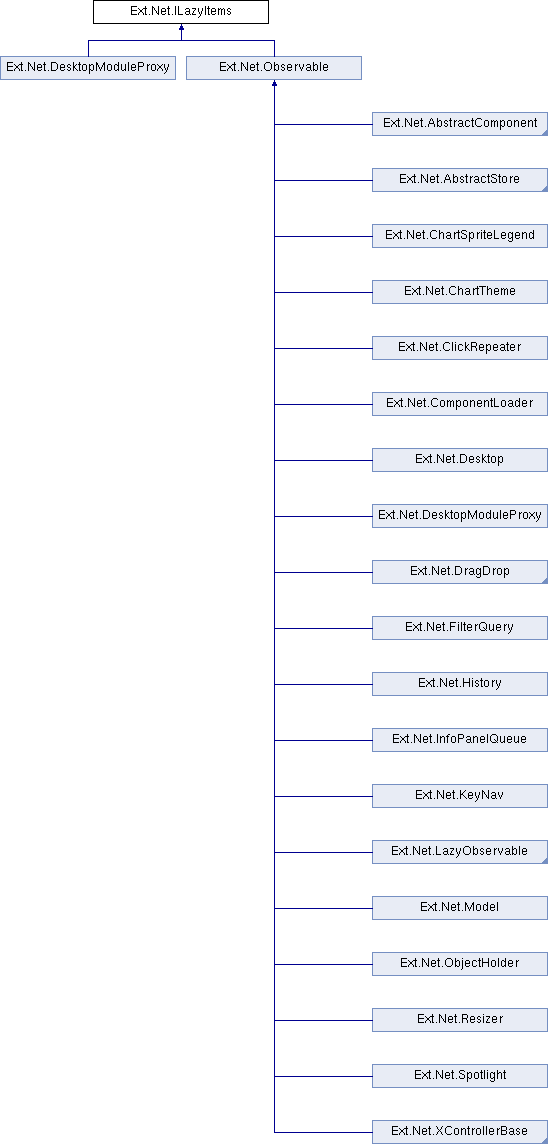 Ext.Net.ILazyItems
Ext.Net.DesktopModuleProxy
Ext.Net.Observable
Ext.Net.AbstractComponent
Ext.Net.AbstractStore
Ext.Net.ChartSpriteLegend
Ext.Net.ChartTheme
Ext.Net.ClickRepeater
Ext.Net.ComponentLoader
Ext.Net.Desktop
Ext.Net.DesktopModuleProxy
Ext.Net.DragDrop
Ext.Net.FilterQuery
Ext.Net.History
Ext.Net.InfoPanelQueue
Ext.Net.KeyNav
Ext.Net.LazyObservable
Ext.Net.Model
Ext.Net.ObjectHolder
Ext.Net.Resizer
Ext.Net.Spotlight
Ext.Net.XControllerBase